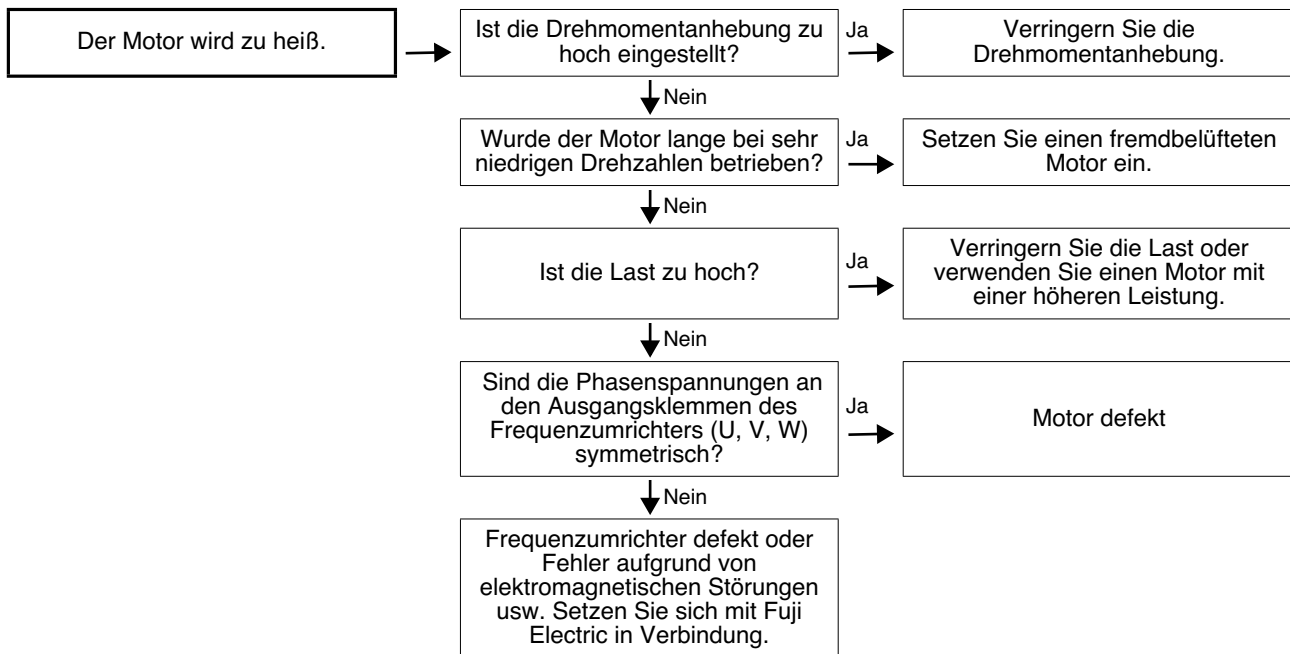 Der Motor wird zu heiß.
Ist die Drehmomentanhebung zu
hoch eingestellt?
Ja
Verringern Sie die
Drehmomentanhebung.
Nein
Wurde der Motor lange bei sehr
niedrigen Drehzahlen betrieben?
Ja
Setzen Sie einen fremdbelüfteten
Motor ein.
Nein
Ist die Last zu hoch?
Ja
Verringern Sie die Last oder
verwenden Sie einen Motor mit
einer höheren Leistung.
Nein
Sind die Phasenspannungen an
den Ausgangsklemmen des
Frequenzumrichters (U, V, W)
symmetrisch?
Ja
Motor defekt
Nein
Frequenzumrichter defekt oder
Fehler aufgrund von
elektromagnetischen Störungen
usw. Setzen Sie sich mit Fuji
Electric in Verbindung.